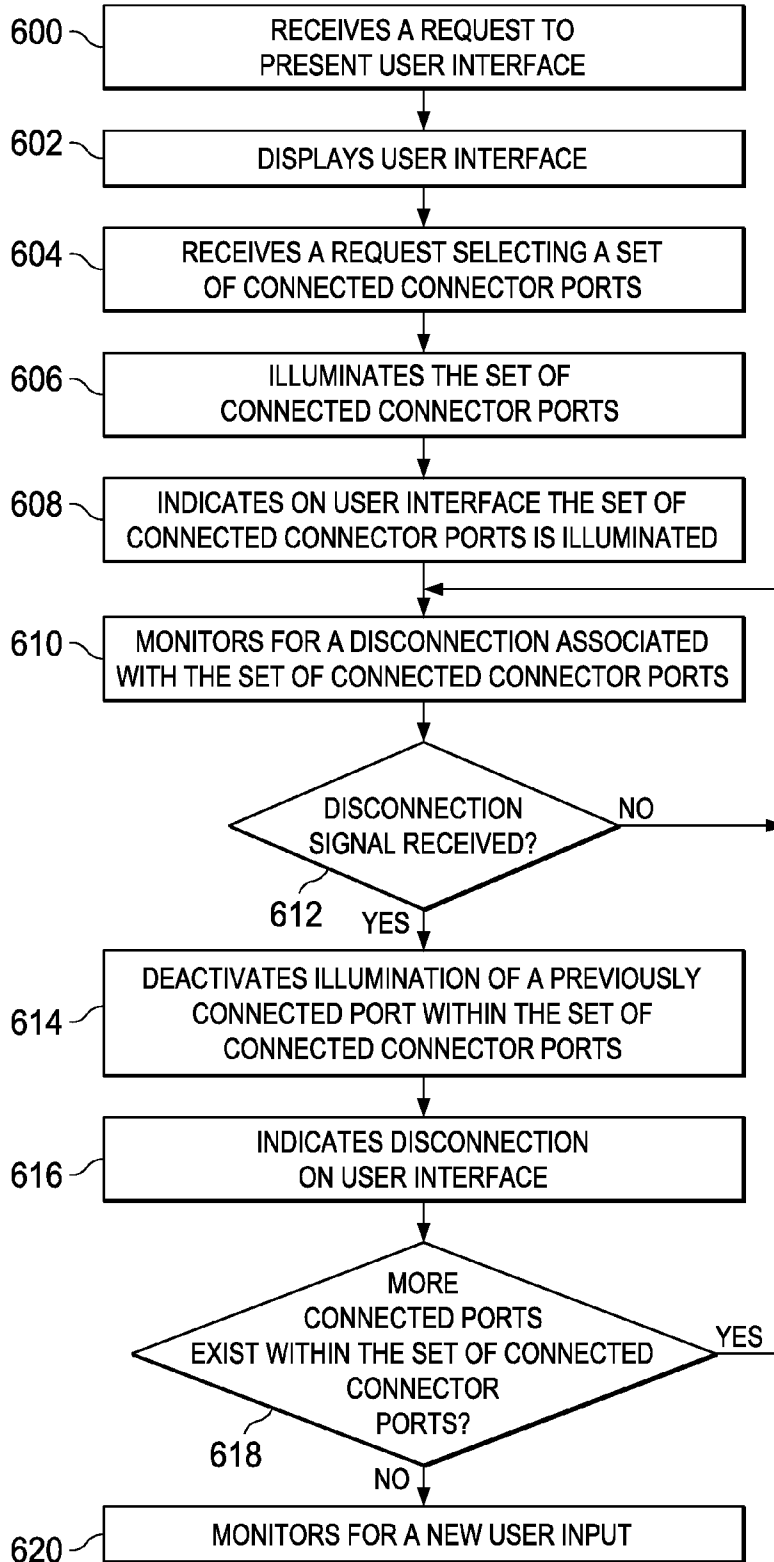 600
RECEIVES A REQUEST TO
PRESENT USER INTERFACE
602
DISPLAYS USER INTERFACE
604
RECEIVES A REQUEST SELECTING A SET
OF CONNECTED CONNECTOR PORTS
606
ILLUMINATES THE SET OF
CONNECTED CONNECTOR PORTS
608
INDICATES ON USER INTERFACE THE SET OF
CONNECTED CONNECTOR PORTS IS ILLUMINATED
610
MONITORS FOR A DISCONNECTION ASSOCIATED
WITH THE SET OF CONNECTED CONNECTOR PORTS
DISCONNECTION
SIGNAL RECEIVED?
NO
612
YES
614
DEACTIVATES ILLUMINATION OF A PREVIOUSLY
CONNECTED PORT WITHIN THE SET OF
CONNECTED CONNECTOR PORTS
616
INDICATES DISCONNECTION
ON USER INTERFACE
MORE
CONNECTED PORTS
EXIST WITHIN THE SET OF CONNECTED
CONNECTOR
PORTS?
YES
618
NO
620
MONITORS FOR A NEW USER INPUT